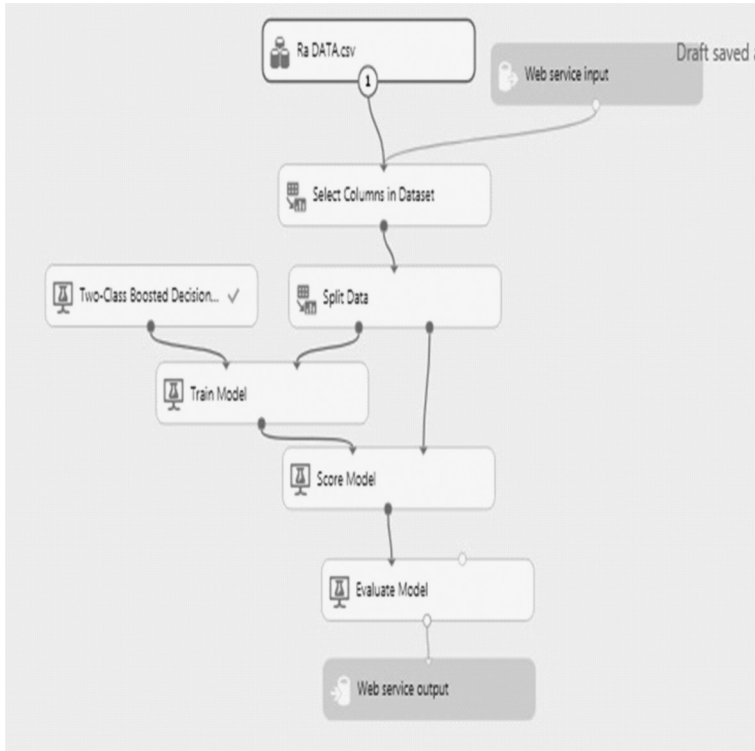 Ra DATA.csv
1
Web service input
Draft saved a
Select Columns in Dataset
Two-Class Boosted Decision...
Split Data
Train Model
Score Model
Evaluate Model
Web service output